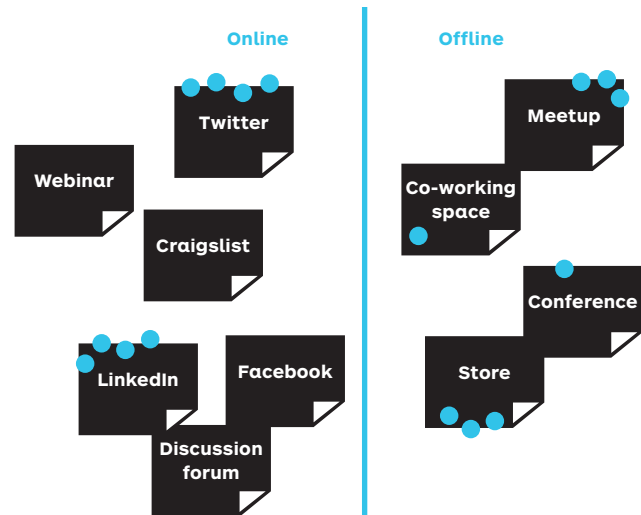 Online
Offline
Twitter
Webinar
Craigslist
LinkedIn
Facebook
Discussion
forum
Meetup
Co-working
space
Conference
Store